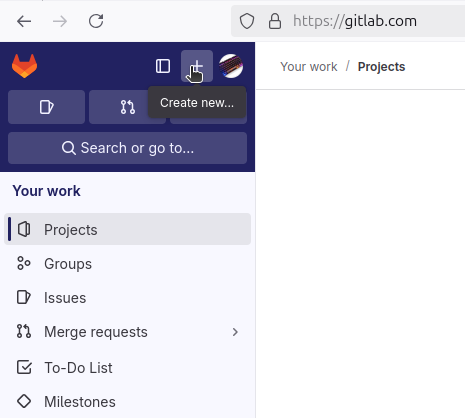 https://gitlab.com
Your work / Projects
Create new...
Search or go to...
Your work
Projects
Groups
Issues
Merge requests
To-Do List
Milestones